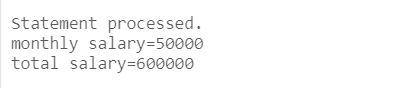 Statement processed.
monthly salary=50000
total salary=600000